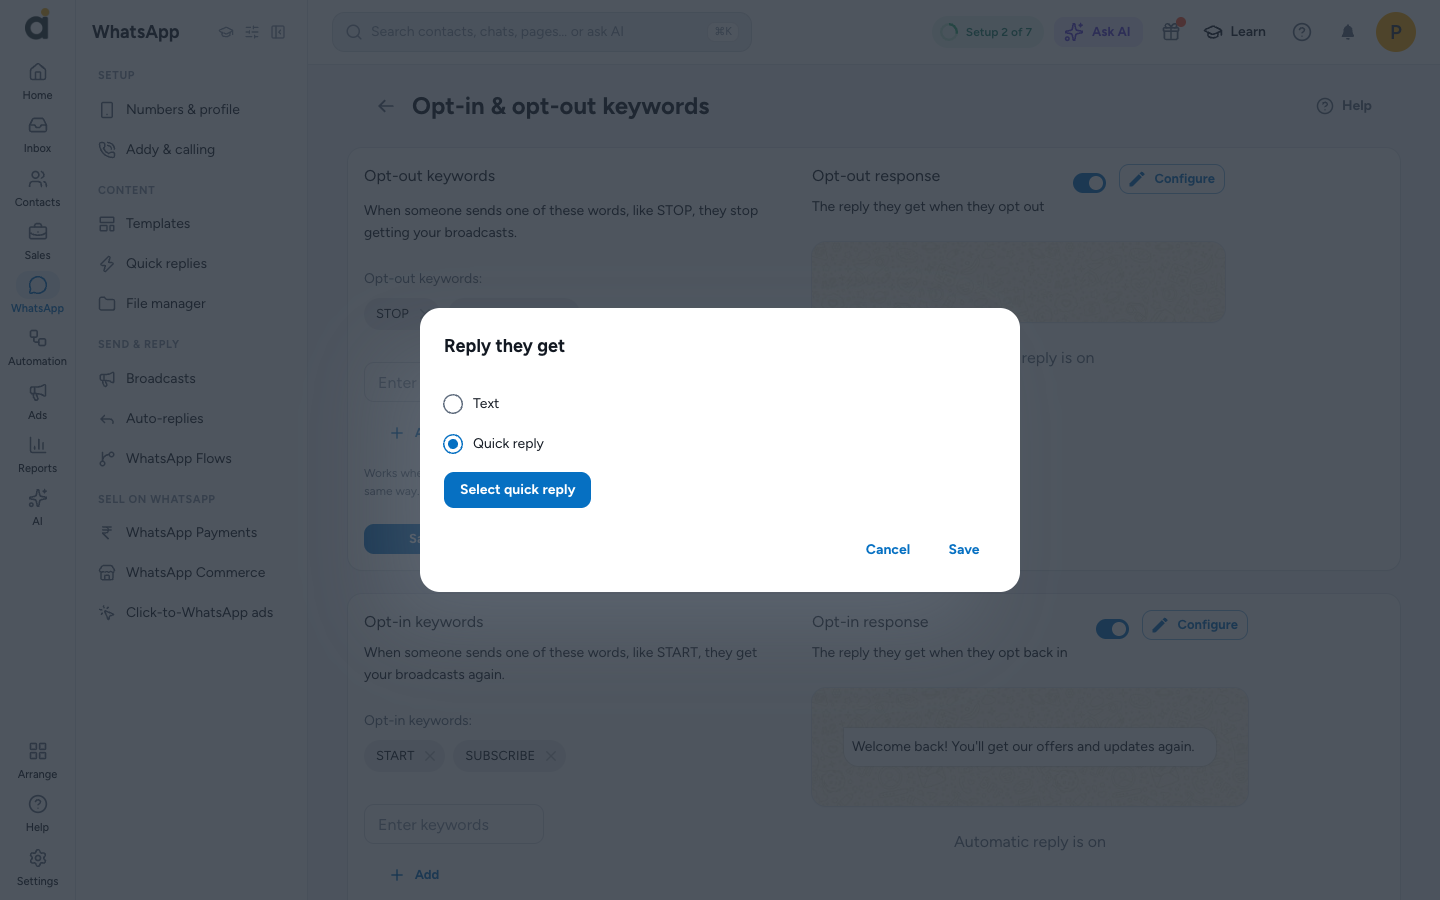 WhatsApp
Search contacts, chats, pages... or ask AI
⌘K
Setup 2 of 7
Ask AI
Learn
P
Home
Inbox
Contacts
Sales
WhatsApp
Automation
Ads
Reports
AI
Arrange
Help
Settings
SETUP
Numbers & profile
Addy & calling
CONTENT
Templates
Quick replies
File manager
SEND & REPLY
Broadcasts
Auto-replies
WhatsApp Flows
SELL ON WHATSAPP
WhatsApp Payments
WhatsApp Commerce
Click-to-WhatsApp ads
Opt-in & opt-out keywords
Help
Opt-out keywords
When someone sends one of these words, like STOP, they stop
getting your broadcasts.
Opt-out keywords:
STOP
Enter
Works
same way.
Opt-out response
Configure
The reply they get when they opt out
reply is on
Reply they get
Text
Quick reply
Select quick reply
Cancel
Save
Opt-in keywords
When someone sends one of these words, like START, they get
your broadcasts again.
Opt-in keywords:
START
SUBSCRIBE
Enter keywords
Add
Opt-in response
Configure
The reply they get when they opt back in
Welcome back! You'll get our offers and updates again.
Automatic reply is on